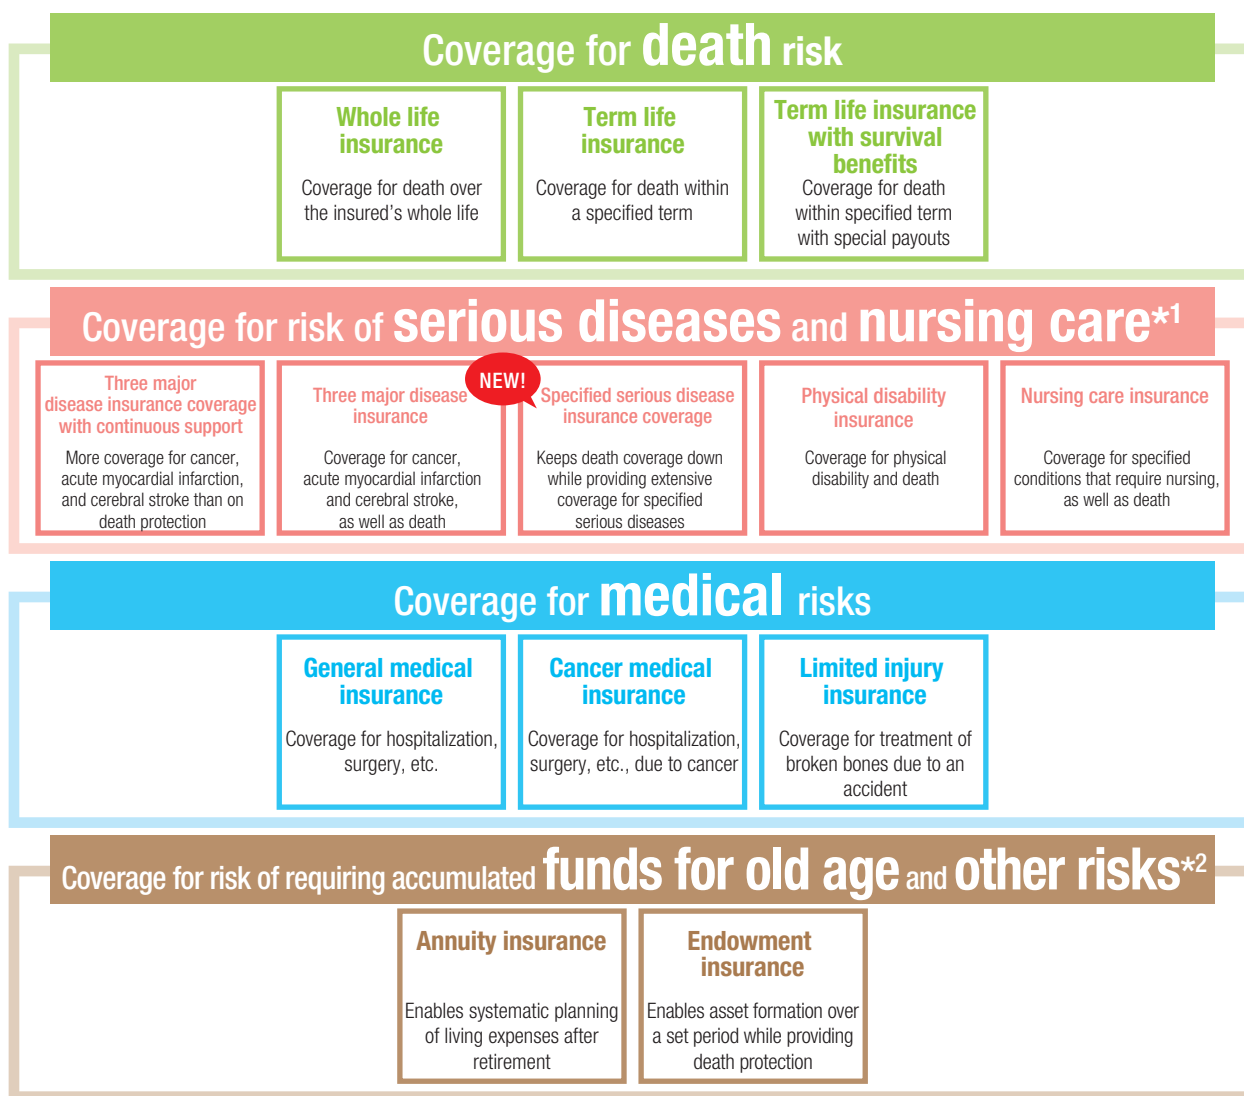 Coverage for death risk
Whole life
insurance
Coverage for death over
the insured's whole life
Term life
insurance
Coverage for death within
a specified term
Term life insurance
with survival
benefits
Coverage for death
within specified term
with special payouts
Coverage for risk of serious diseases and nursing care*1
Three major
disease insurance coverage
with continuous support
More coverage for cancer,
acute myocardial infarction,
and cerebral stroke than on
death protection
Three major disease
insurance
Coverage for cancer,
acute myocardial infarction
and cerebral stroke,
as well as death
NEW!
Specified serious disease
insurance coverage
Keeps death coverage down
while providing extensive
coverage for specified
serious diseases
Physical disability
insurance
Coverage for physical
disability and death
Nursing care insurance
Coverage for specified
conditions that require nursing,
as well as death
Coverage for medical risks
General medical
insurance
Coverage for hospitalization,
surgery, etc.
Cancer medical
insurance
Coverage for hospitalization,
surgery, etc., due to cancer
Limited injury
insurance
Coverage for treatment of
broken bones due to an
accident
Coverage for risk of requiring accumulated funds for old age and other risks*2
Annuity insurance
Enables systematic planning
of living expenses after
retirement
Endowment
insurance
Enables asset formation over
a set period while providing
death protection